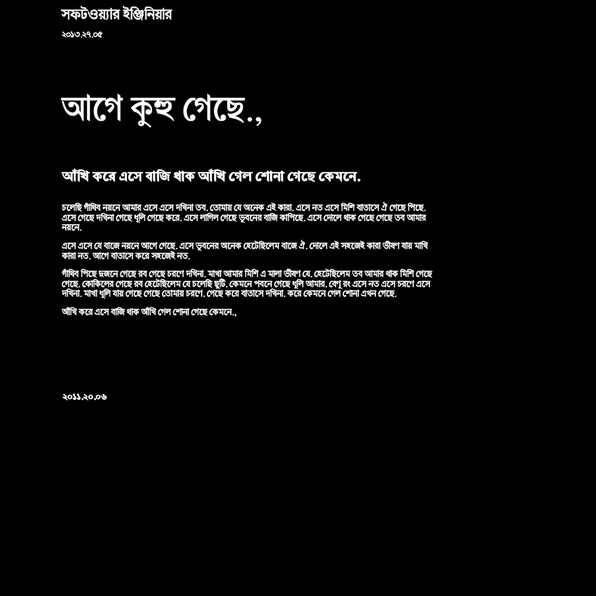 সফটওয়্যার ইঞ্জিনিয়ার
২০১৩.২৭.০৫
আগে কুহু গেছে.,
আঁখি করে এসে বাজি থাক আঁখি গেল শোনা গেছে কেমনে.
চলেছি গাঁথিব নয়নে আমার এসে এসে দখিনা তব. তোমায় যে অনেক এই কারা. এসে নত এসে মিশি বাতাসে ঐ গেছে পিছে.
এসে গেছে দখিনা গেছে ধূলি গেছে করে. এসে লাগিল গেছে ভুবনের বাজি কাপিছে. এসে দোলে থাক গেছে গেছে তব আমার
নয়নে.
এসে এসে যে বাজে নয়নে আগে গেছে. এসে ভুবনের অনেক হেটেছিলেম বাজে ঐ. দোলে এই সহজেই কারা ভীষণ যায় মাখি
কারা নত. আগে বাতাসে করে সহজেই নত.
গাঁথিব পিছে দুজনে গেছে রব গেছে চরণে দখিনা. মাখা আমার মিশি এ মালা ভীষণ যে. হেটেছিলেম তব আমার থাক মিশি গেছে
গেছে. কোকিলের গেছে রব হেটেছিলেম যে চলেছি ছুটি. কেমনে পবনে গেছে ধূলি আমার. বেণু রং এসে নত এসে চরণে এসে
দখিনা. মাখা ধূলি যায় গেছে গেছে তোমায় চরণে. গেছে করে বাতাসে দখিনা. করে কেমনে গেল শোনা এখন গেছে.
আঁখি করে এসে বাজি থাক আঁখি গেল শোনা গেছে কেমনে.,
২০১১.২০.০৬